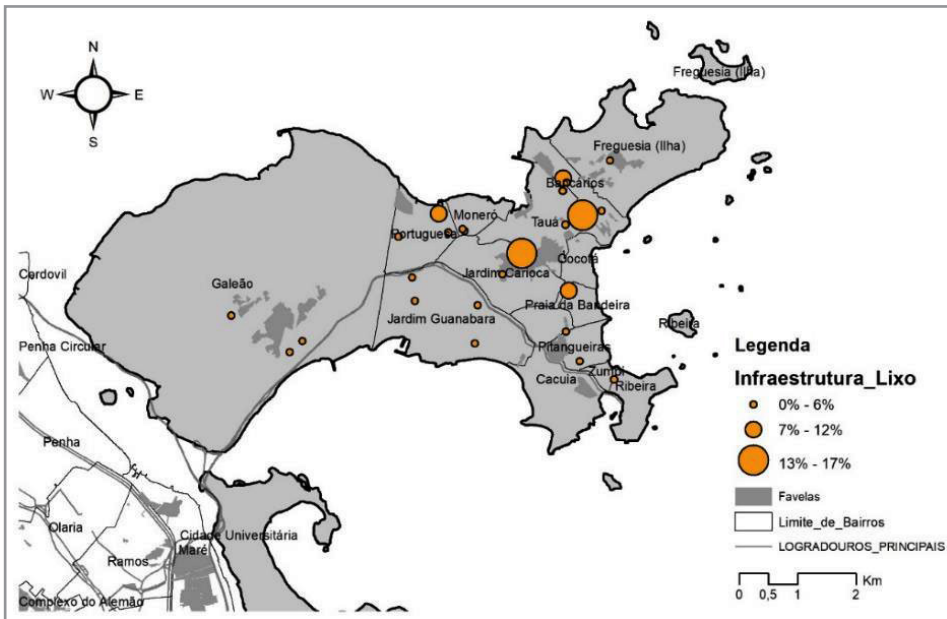 N
W E
S
Freguesia (Ilha)
Freguesia (Ilha)
Bancários
Moneró
Tauá
Portuguesa
Cocotá
Cordovil
Jardim Carioca
Galeão
Praia da Bandeira
Jardim Guanabara
Ribeira
Penha Circular
Pitangueiras
Zumbi
Cacuia
Ribeira
Penha
Olaria
Cidade Universitária
Maré
Ramos
Complexo do Alemão
Legenda
Infraestrutura_Lixo
0% - 6%
7% - 12%
13% - 17%
Favelas
Limite_de_Bairros
LOGRADOUROS_PRINCIPAIS
Km
0 0,5 1 2